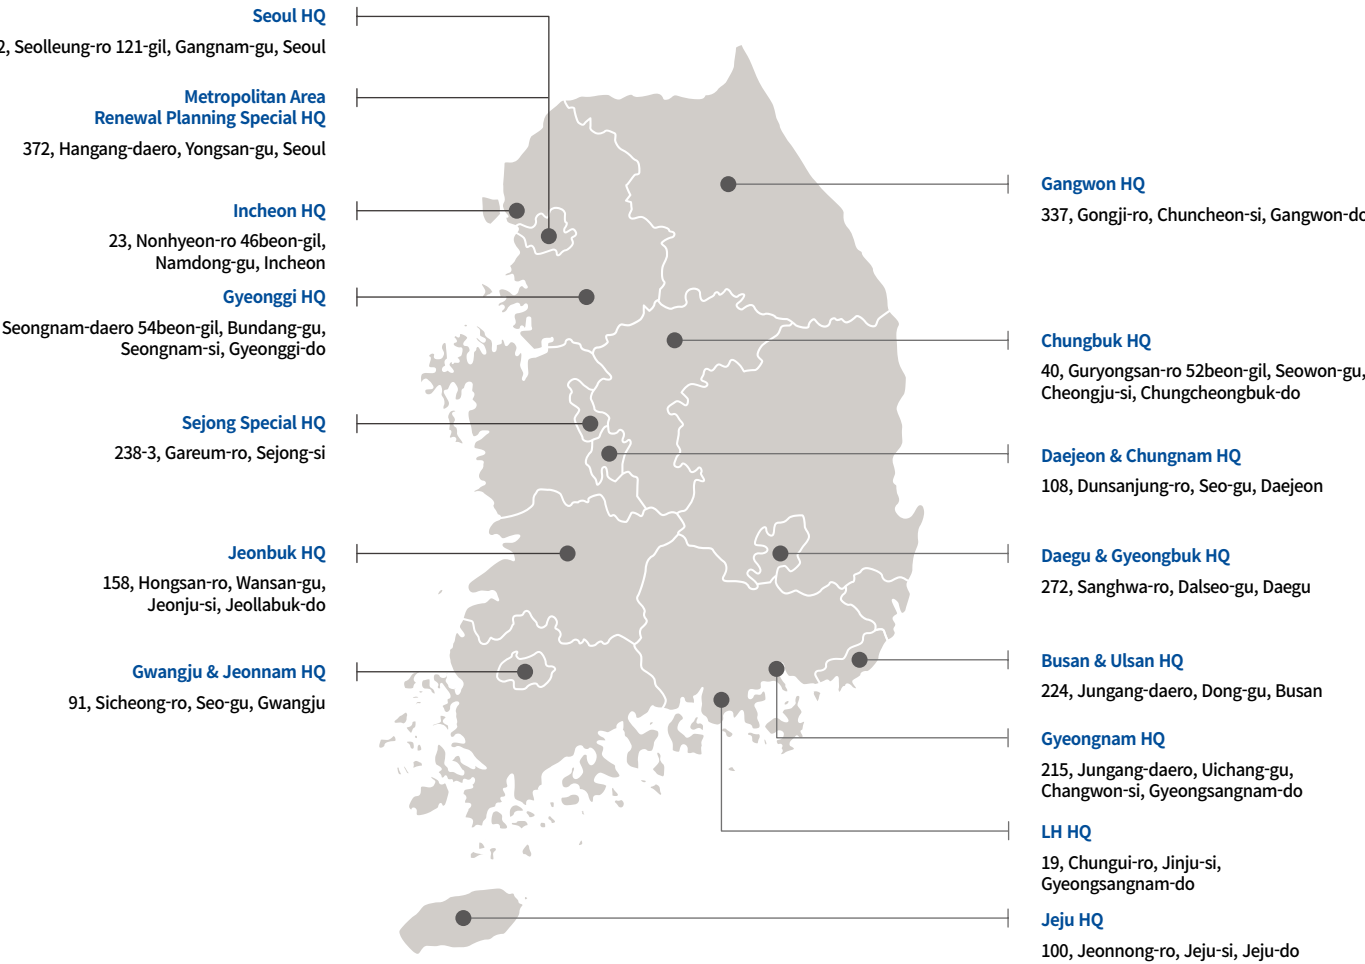 Seoul HQ
2, Seolleung-ro 121-gil, Gangnam-gu, Seoul
Metropolitan Area
Renewal Planning Special HQ
372, Hangang-daero, Yongsan-gu, Seoul
Incheon HQ
23, Nonhyeon-ro 46beon-gil,
Namdong-gu, Incheon
Gyeonggi HQ
Seongnam-daero 54beon-gil, Bundang-gu,
Seongnam-si, Gyeonggi-do
Sejong Special HQ
238-3, Gareum-ro, Sejong-si
Jeonbuk HQ
158, Hongsan-ro, Wansan-gu,
Jeonju-si, Jeollabuk-do
Gwangju & Jeonnam HQ
91, Sicheong-ro, Seo-gu, Gwangju
Gangwon HQ
337, Gongji-ro, Chuncheon-si, Gangwon-do
Chungbuk HQ
40, Guryongsan-ro 52beon-gil, Seowon-gu,
Cheongju-si, Chungcheongbuk-do
Daejeon & Chungnam HQ
108, Dunsanjung-ro, Seo-gu, Daejeon
Daegu & Gyeongbuk HQ
272, Sanghwa-ro, Dalseo-gu, Daegu
Busan & Ulsan HQ
224, Jungang-daero, Dong-gu, Busan
Gyeongnam HQ
215, Jungang-daero, Uichang-gu,
Changwon-si, Gyeongsangnam-do
LH HQ
19, Chungui-ro, Jinju-si,
Gyeongsangnam-do
Jeju HQ
100, Jeonnong-ro, Jeju-si, Jeju-do